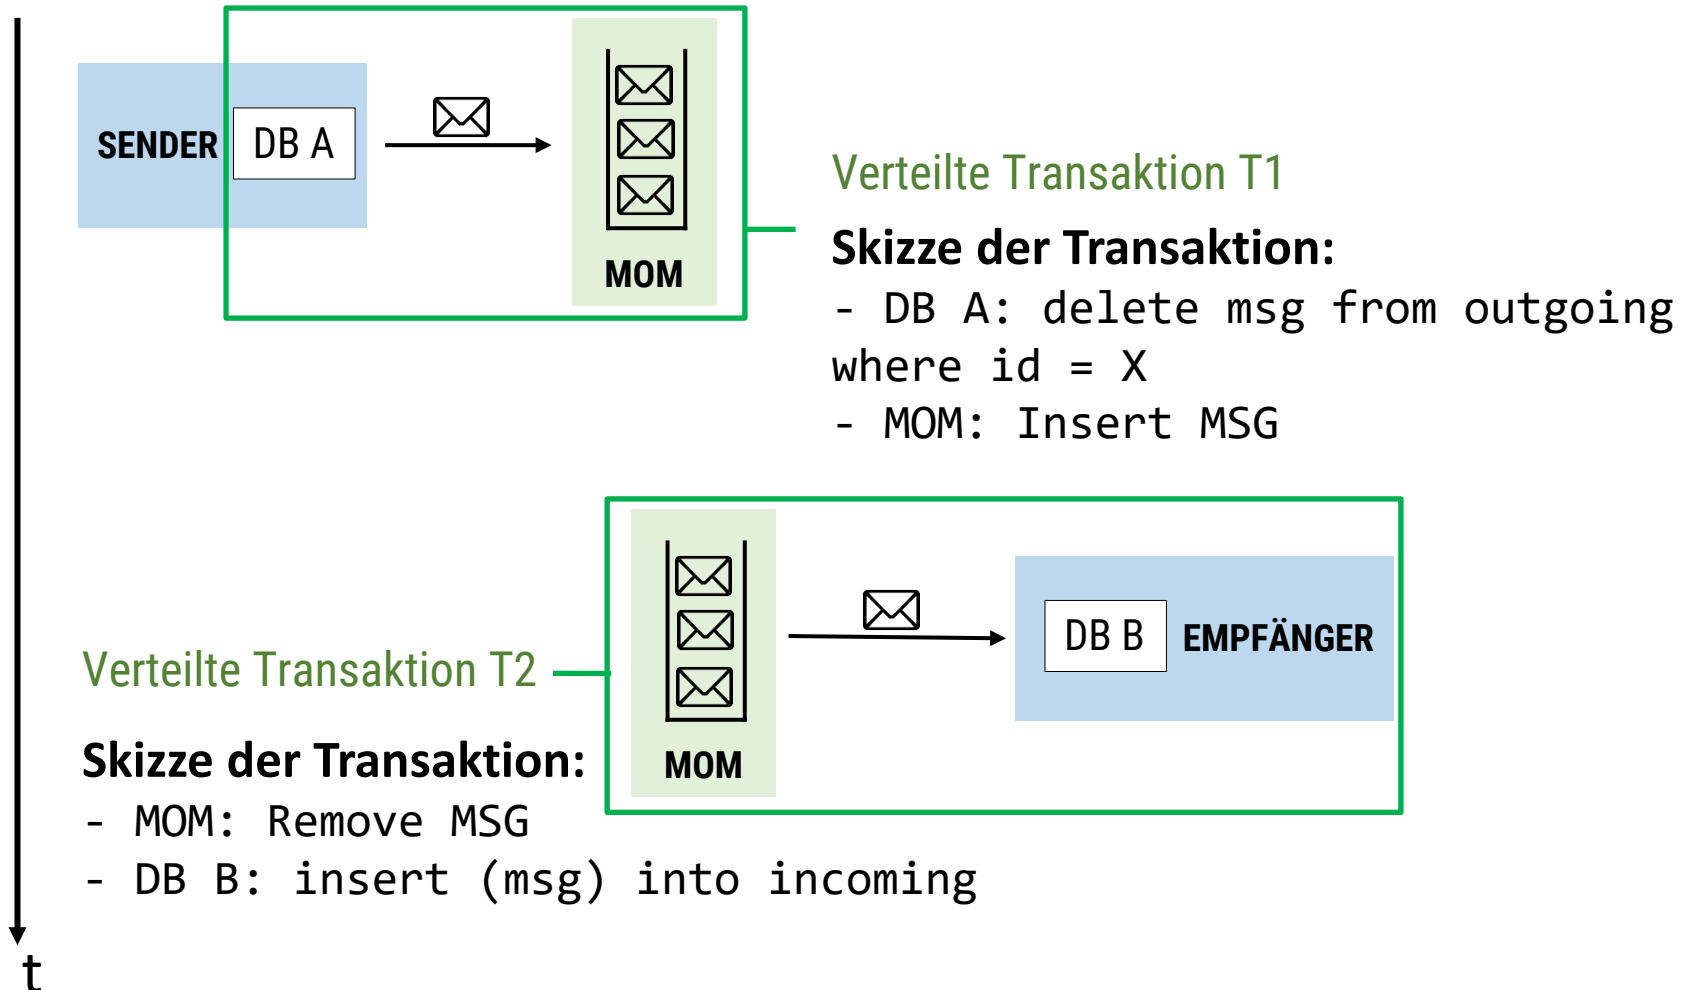 SENDER
DB A
MOM
Verteilte Transaktion T1
Skizze der Transaktion:
- DB A: delete msg from outgoing
where id = X
- MOM: Insert MSG
DB B
EMPFÄNGER
MOM
Verteilte Transaktion T2
Skizze der Transaktion:
- MOM: Remove MSG
- DB B: insert (msg) into incoming
t